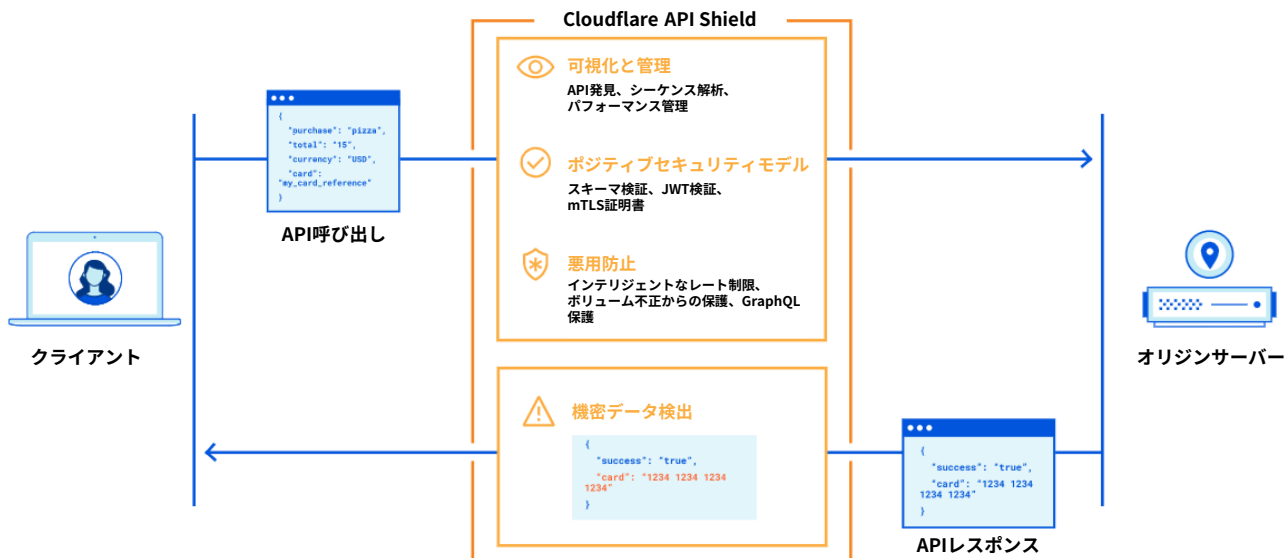 Cloudflare API Shield
可視化と管理
API発見、シーケンス解析、
パフォーマンス管理
{
"purchase": "pizza",
"total": "15",
"currency": "USD",
"card":
"my_card_reference"
}
API呼び出し
ポジティブセキュリティモデル
スキーマ検証、JWT検証、
mTLS証明書
悪用防止
インテリジェントなレート制限、
ボリューム不正からの保護、GraphQL
保護
クライアント
オリジンサーバー
機密データ検出
{
"success": "true",
"card": "1234 1234 1234
1234"
}
{
"success": "true",
"card": "1234 1234
1234 1234"
}
APIレスポンス